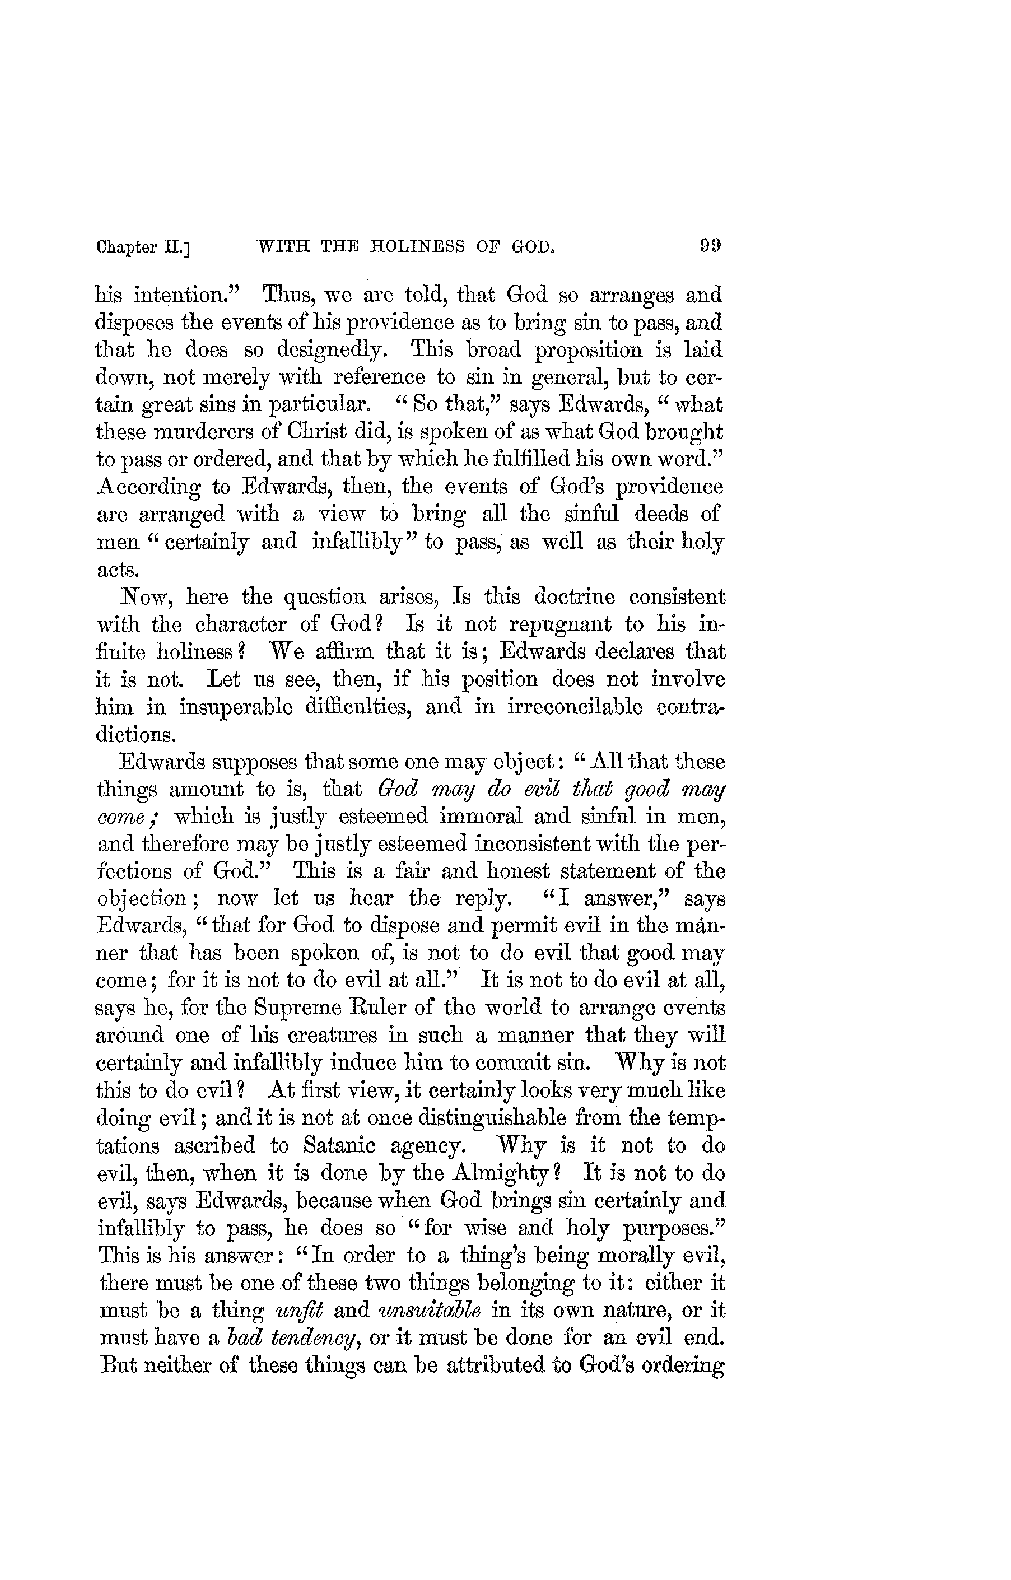 Chapter II.] WITH THE HOLINESS OF GOD. 99
his intention.” Thus, we are told, that God so arranges and
disposes the events of his providence as to bring sin to pass, and
that he does so designedly. This broad proposition is laid
down, not merely with reference to sin in general, but to cer-
tain great sins in particular. “So that,” says Edwards, “what
these murderers of Christ did, is spoken of as what God brought
to pass or ordered, and that by which he fulfilled his own word.”
According to Edwards, then, the events of God’s providence
are arranged with a view to bring all the sinful deeds of
men “certainly and infallibly” to pass, as well as their holy
acts.
Now, here the question arises, Is this doctrine consistent
with the character of God? Is it not repugnant to his in-
finite holiness? We affirm that it is; Edwards declares that
it is not. Let us see, then, if his position does not involve
him in insuperable difficulties, and in irreconcilable contra-
dictions.
Edwards supposes that some one may object: “All that these
things amount to is, that God may do evil that good may
come; which is justly esteemed immoral and sinful in men,
and therefore may be justly esteemed inconsistent with the per-
fections of God.” This is a fair and honest statement of the
objection; now let us hear the reply. “I answer,” says
Edwards, “that for God to dispose and permit evil in the man-
ner that has been spoken of, is not to do evil that good may
come; for it is not to do evil at all.” It is not to do evil at all,
says he, for the Supreme Ruler of the world to arrange events
around one of his creatures in such a manner that they will
certainly and infallibly induce him to commit sin. Why is not
this to do evil? At first view, it certainly looks very much like
doing evil; and it is not at once distinguishable from the temp-
tations ascribed to Satanic agency. Why is it not to do
evil, then, when it is done by the Almighty? It is not to do
evil, says Edwards, because when God brings sin certainly and
infallibly to pass, he does so “for wise and holy purposes.”
This is his answer: “In order to a thing’s being morally evil,
there must be one of these two things belonging to it: either it
must be a thing unfit and unsuitable in its own nature, or it
must have a bad tendency, or it must be done for an evil end.
But neither of these things can be attributed to God’s ordering